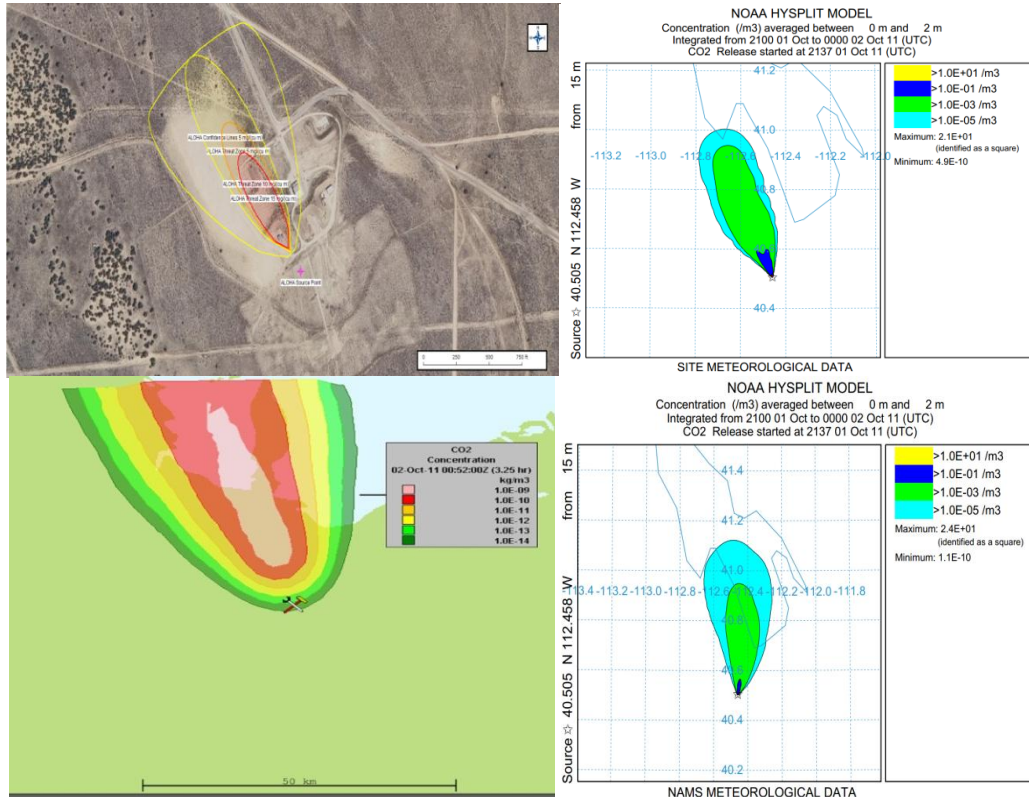 ALOHA Confidence Lines 5 mg/(cu m)
ALOHA Threat Zone 5 mg/(cu m)
ALOHA Threat Zone 10 mg/(cu m)
ALOHA Threat Zone 15 mg/(cu m)
ALOHA Source Point
0 250 500 750 ft
NOAA HYSPLIT MODEL
Concentration (/m3) averaged between 0 m and 2 m
Integrated from 2100 01 Oct to 0000 02 Oct 11 (UTC)
CO2 Release started at 2137 01 Oct 11 (UTC)
Source ☆ 40.505 N 112.458 W from 15 m
41.2
41.0
-113.2 -113.0 -112.8 -112.6 -112.4 -112.2 -112.0
40.8
40.4
>1.0E+01 /m3
>1.0E-01 /m3
>1.0E-03 /m3
>1.0E-05 /m3
Maximum: 2.1E+01
(identified as a square)
Minimum: 4.9E-10
SITE METEOROLOGICAL DATA
CO2
Concentration
02-Oct-11 00:52:00Z (3.25 hr)
kg/m3
1.0E-09
1.0E-10
1.0E-11
1.0E-12
1.0E-13
1.0E-14
50 km
NOAA HYSPLIT MODEL
Concentration (/m3) averaged between 0 m and 2 m
Integrated from 2100 01 Oct to 0000 02 Oct 11 (UTC)
CO2 Release started at 2137 01 Oct 11 (UTC)
Source ☆ 40.505 N 112.458 W from 15 m
41.4
41.2
41.0
-113.4 -113.2 -113.0 -112.8 -112.6 -112.4 -112.2 -112.0 -111.8
40.8
40.6
40.4
40.2
>1.0E+01 /m3
>1.0E-01 /m3
>1.0E-03 /m3
>1.0E-05 /m3
Maximum: 2.4E+01
(identified as a square)
Minimum: 1.1E-10
NAMS METEOROLOGICAL DATA